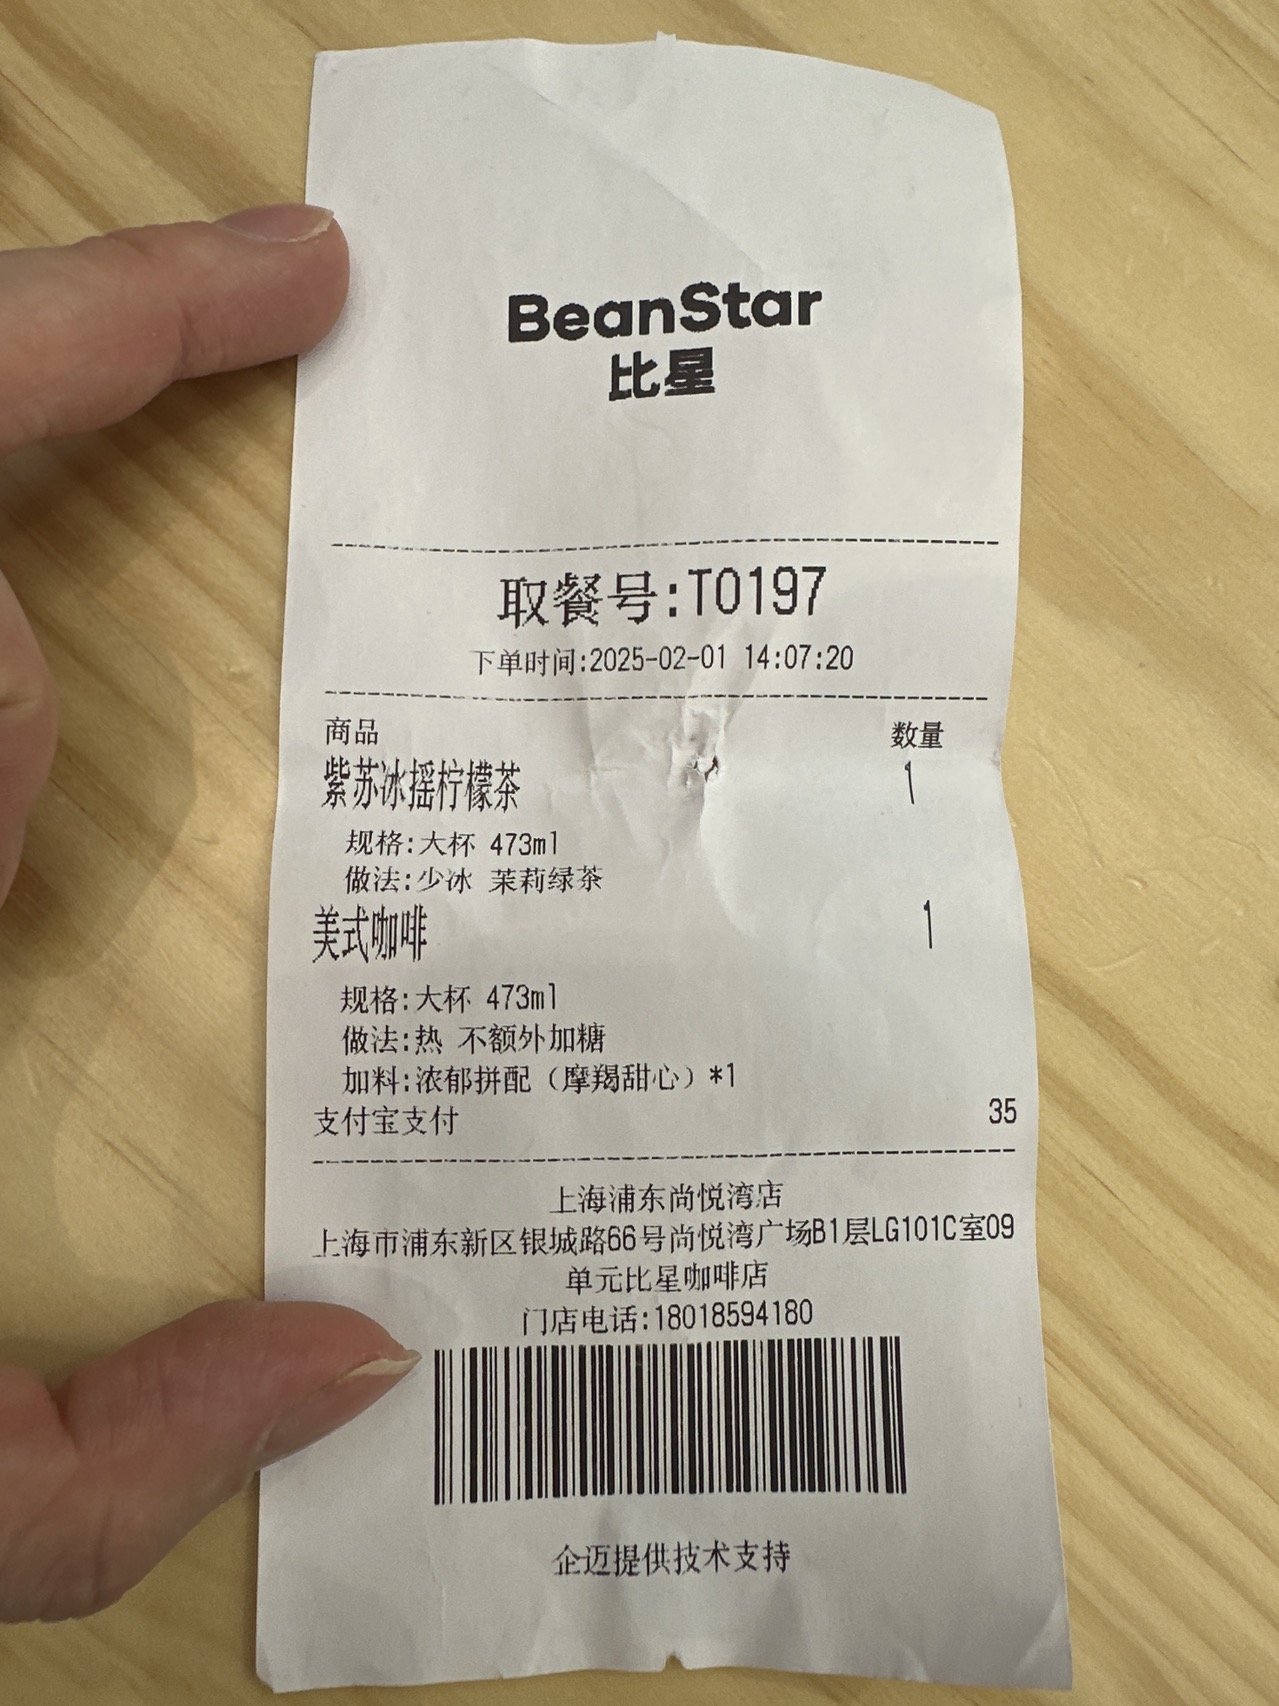 BeanStar
比星
取餐号:T0197
下单时间:2025-02-01 14:07:20
商品 数量
紫苏冰摇柠檬茶 1
规格:大杯 473ml
做法:少冰 茉莉绿茶
美式咖啡 1
规格:大杯 473ml
做法:热 不额外加糖
加料:浓郁拼配（摩羯甜心）*1
支付宝支付 35
上海浦东尚悦湾店
上海市浦东新区银城路66号尚悦湾广场B1层LG101C室09
单元比星咖啡店
门店电话:18018594180
企迈提供技术支持